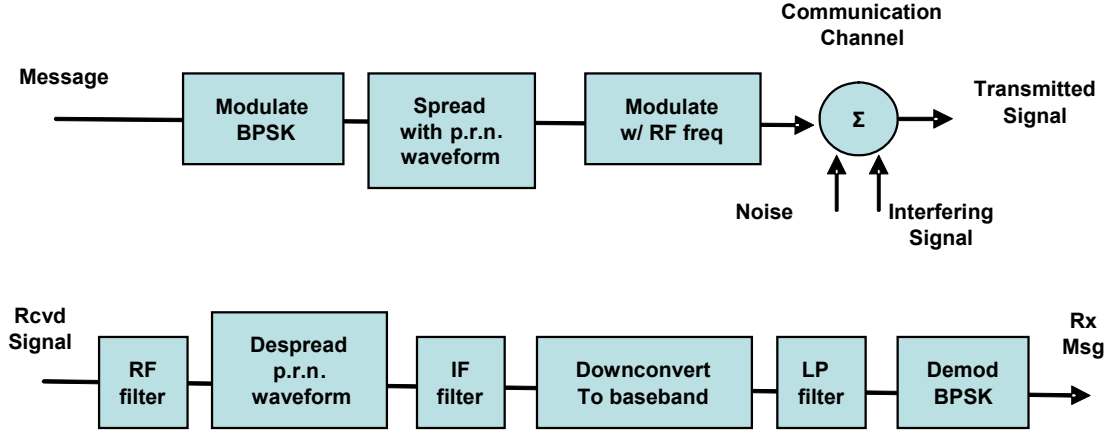 Communication
Channel
Message
Modulate
BPSK
Spread
with p.r.n.
waveform
Modulate
w/ RF freq
Σ
Transmitted
Signal
Noise
Interfering
Signal
Rcvd
Signal
RF
filter
Despread
p.r.n.
waveform
IF
filter
Downconvert
To baseband
LP
filter
Demod
BPSK
Rx
Msg